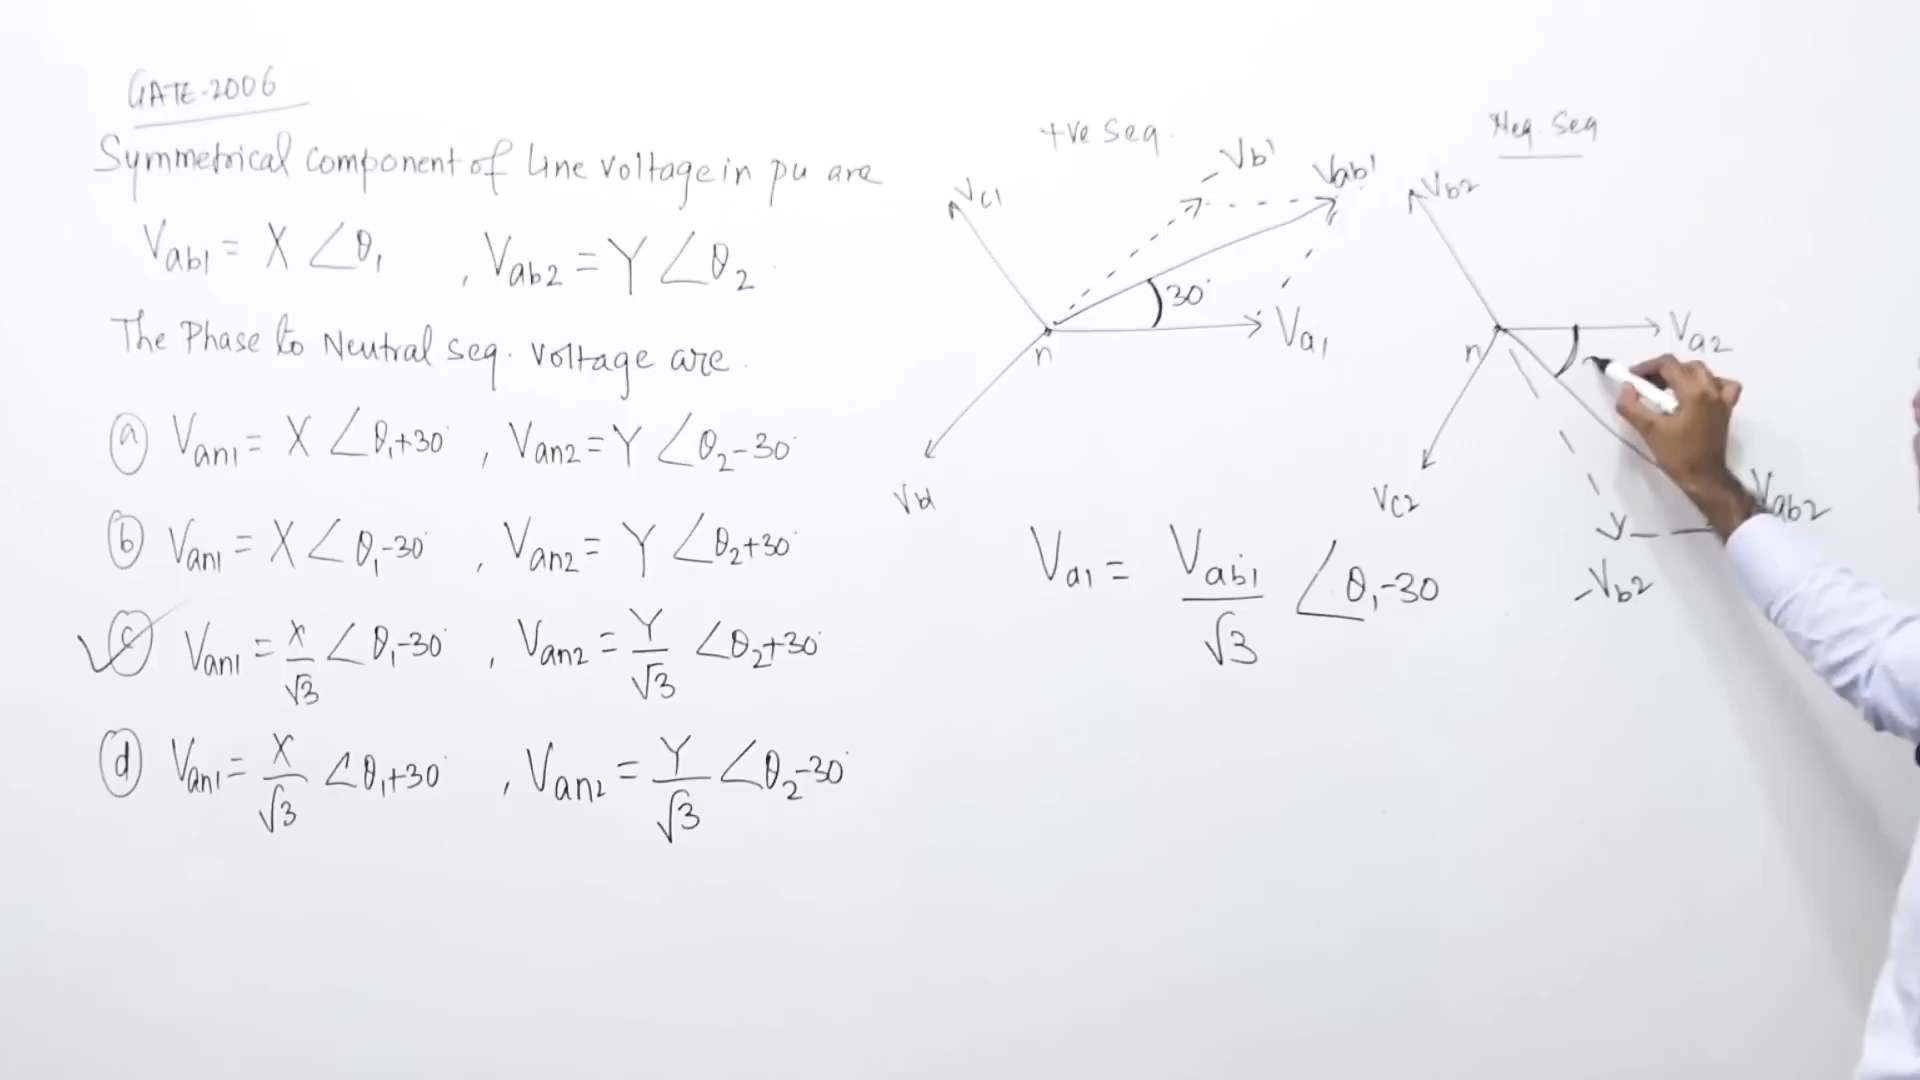 GATE-2006
Symmetrical component of Line voltage in pu are
Vab1 = X ∠θ1 , Vab2 = Y ∠θ2
The Phase to Neutral seq. voltage are.
(a) Van1 = X ∠θ1+30° , Van2 = Y ∠θ2-30°
(b) Van1 = X ∠θ1-30° , Van2 = Y ∠θ2+30°
(c) Van1 = X/√3 ∠θ1-30° , Van2 = Y/√3 ∠θ2+30°
(d) Van1 = X/√3 ∠θ1+30° , Van2 = Y/√3 ∠θ2-30°
+ve seq.
-Vb1
Vab1
Vc1
30°
Va1
n
Vb1
Neg. Seq
Vb2
Va2
n
Vc2
Vab2
-Vb2
Va1 = Vab1/√3 ∠θ1-30